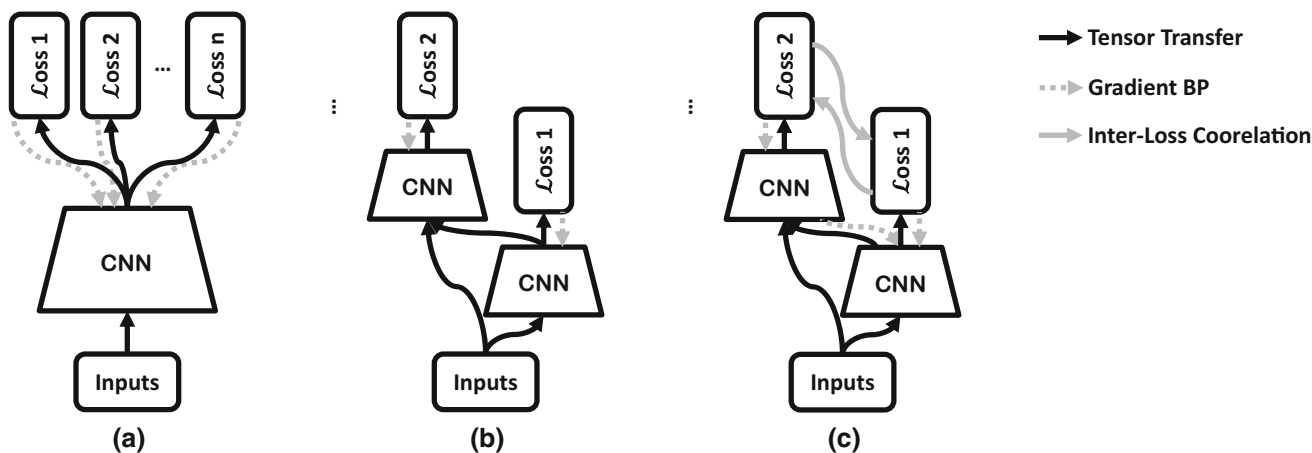 ℒoss 1
ℒoss 2
...
ℒoss n
CNN
Inputs
(a)
...
ℒoss 2
ℒoss 1
CNN
CNN
Inputs
(b)
...
ℒoss 2
ℒoss 1
CNN
CNN
Inputs
(c)
Tensor Transfer
Gradient BP
Inter-Loss Coorelation